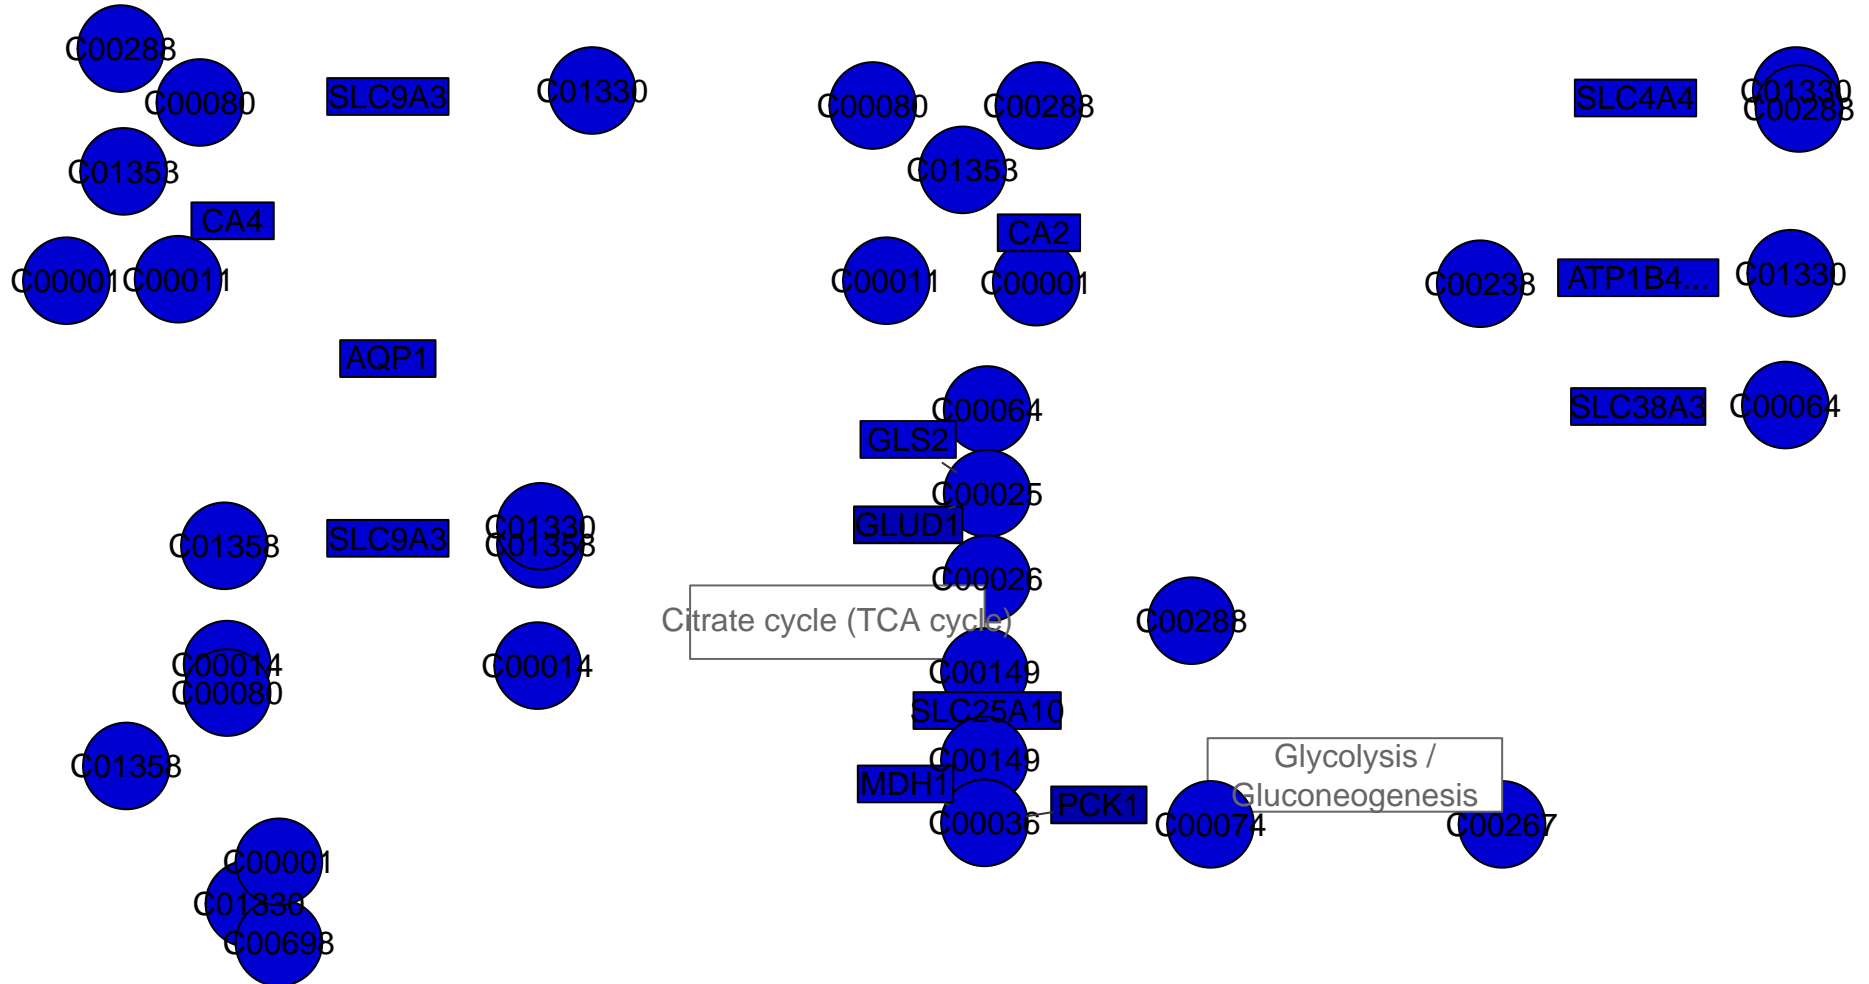 C00288
C00080
SLC9A3
C01330
C00080
C00288
SLC4A4
C01330
C00288
C01353
C01353
CA4
CA2
C00001
C00011
C00011
C00001
C00238
ATP1B4...
C01330
AQP1
C00064
GLS2
SLC38A3
C00064
C00025
GLUD1
C01358
SLC9A3
C01330
C01358
C00026
Citrate cycle (TCA cycle)
C00288
C00014
C00080
C00014
C00149
SLC25A10
C01358
C00149
MDH1
Glycolysis /
Gluconeogenesis
C00036
PCK1
C00074
C00267
C00001
C01330
C00698